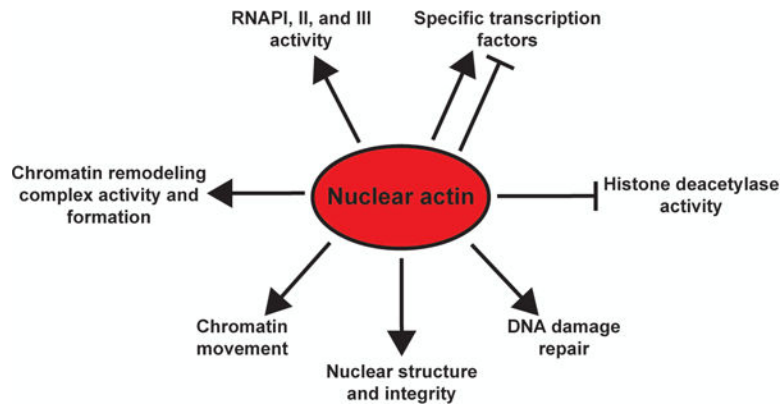 RNAPI, II, and III
activity
Specific transcription
factors
Chromatin remodeling
complex activity and
formation
Nuclear actin
Histone deacetylase
activity
Chromatin
movement
Nuclear structure
and integrity
DNA damage
repair